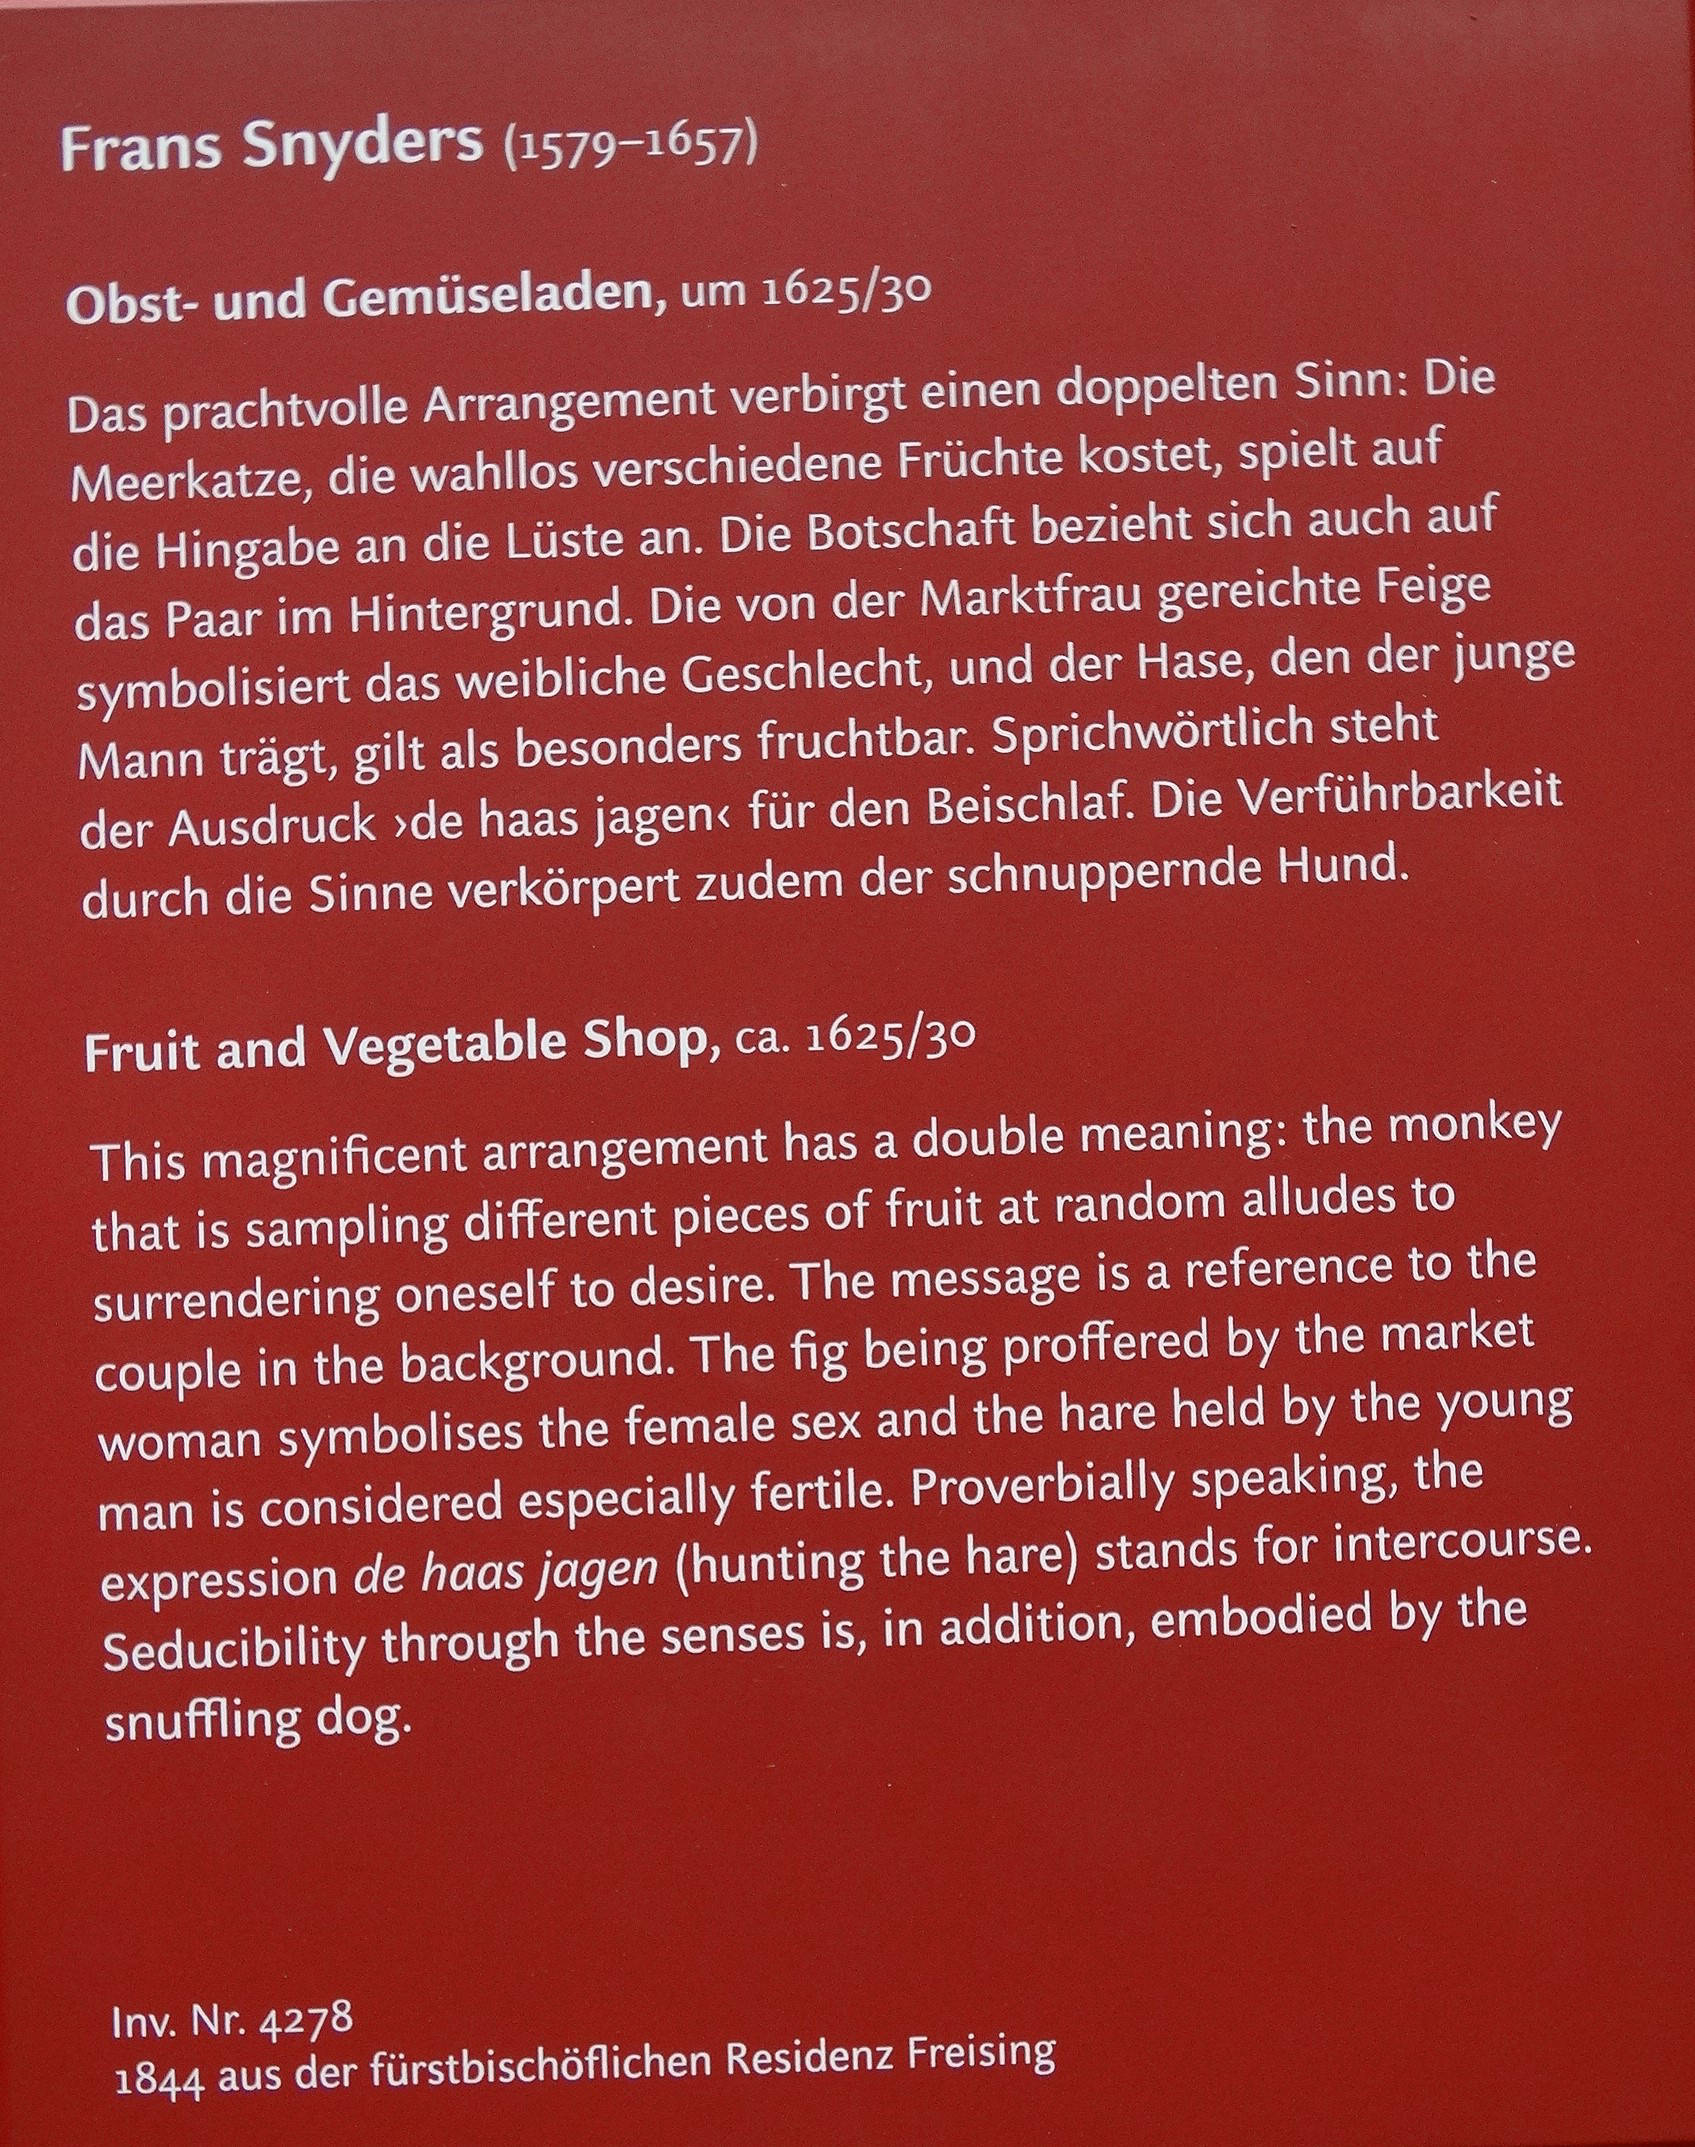 Frans Snyders (1579–1657)
Obst- und Gemüseladen, um 1625/30
Das prachtvolle Arrangement verbirgt einen doppelten Sinn: Die
Meerkatze, die wahllos verschiedene Früchte kostet, spielt auf
die Hingabe an die Lüste an. Die Botschaft bezieht sich auch auf
das Paar im Hintergrund. Die von der Marktfrau gereichte Feige
symbolisiert das weibliche Geschlecht, und der Hase, den der junge
Mann trägt, gilt als besonders fruchtbar. Sprichwörtlich steht
der Ausdruck ›de haas jagen‹ für den Beischlaf. Die Verführbarkeit
durch die Sinne verkörpert zudem der schnuppernde Hund.
Fruit and Vegetable Shop, ca. 1625/30
This magnificent arrangement has a double meaning: the monkey
that is sampling different pieces of fruit at random alludes to
surrendering oneself to desire. The message is a reference to the
couple in the background. The fig being proffered by the market
woman symbolises the female sex and the hare held by the young
man is considered especially fertile. Proverbially speaking, the
expression de haas jagen (hunting the hare) stands for intercourse.
Seducibility through the senses is, in addition, embodied by the
snuffling dog.
Inv. Nr. 4278
1844 aus der fürstbischöflichen Residenz Freising